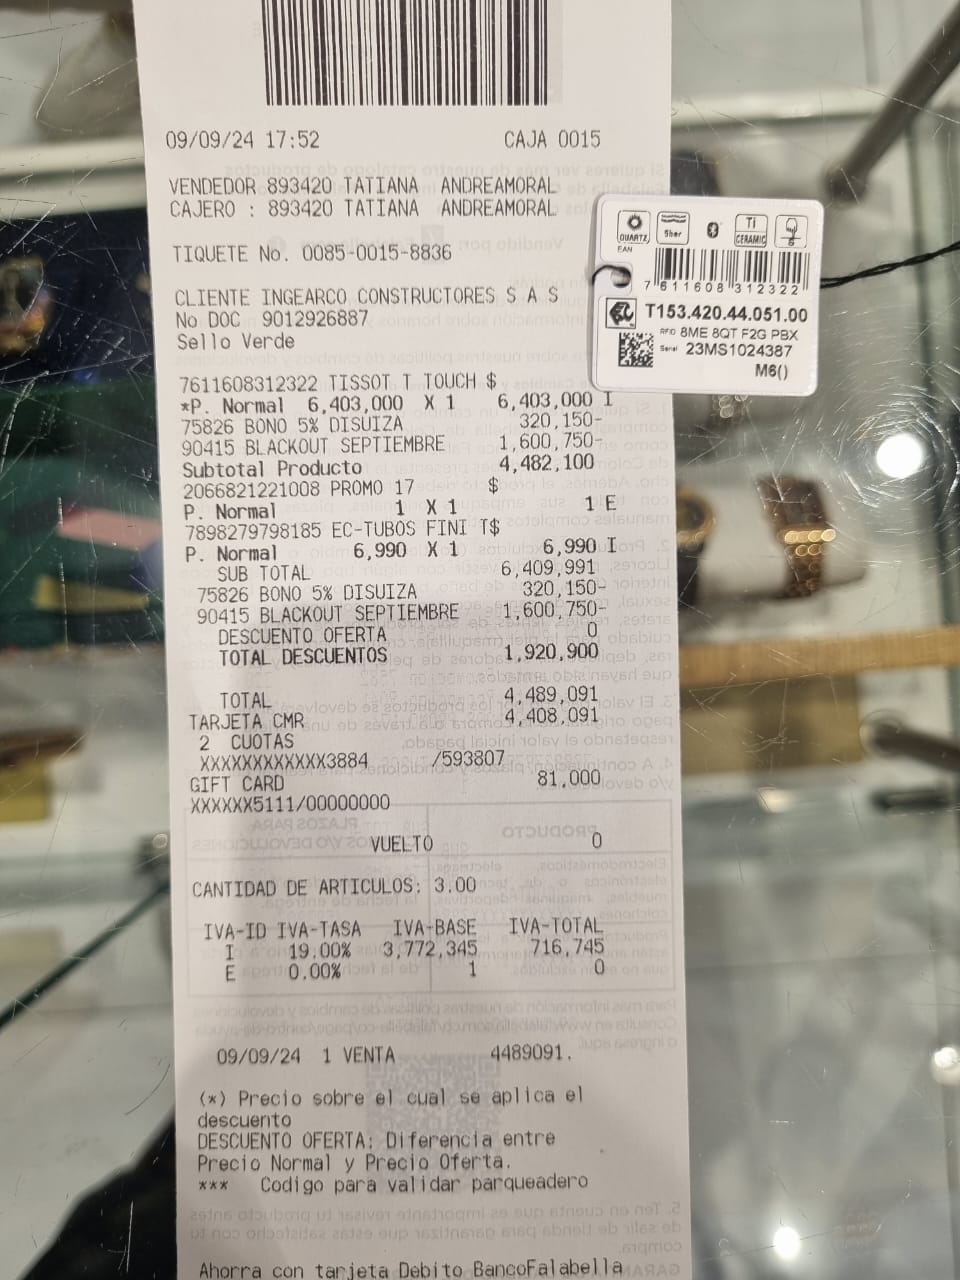 09/09/24 17:52 CAJA 0015
VENDEDOR 893420 TATIANA ANDREAMORAL
CAJERO : 893420 TATIANA ANDREAMORAL
TIQUETE No. 0085-0015-8836
CLIENTE INGEARCO CONSTRUCTORES S A S
No DOC 9012926887
Sello Verde
7611608312322 TISSOT T TOUCH $
*P. Normal 6,403,000 X 1 6,403,000 I
75826 BONO 5% DISUIZA 320,150-
90415 BLACKOUT SEPTIEMBRE 1,600,750-
Subtotal Producto 4,482,100
2066821221008 PROMO 17 $
P. Normal 1 X 1 1 E
7898279798185 EC-TUBOS FINI T$
P. Normal 6,990 X 1 6,990 I
SUB TOTAL 6,409,991
75826 BONO 5% DISUIZA 320,150-
90415 BLACKOUT SEPTIEMBRE 1,600,750-
DESCUENTO OFERTA 0
TOTAL DESCUENTOS 1,920,900
TOTAL 4,489,091
TARJETA CMR 4,408,091
2 CUOTAS
XXXXXXXXXXXX3884 /593807
GIFT CARD 81,000
XXXXXX5111/00000000
VUELTO 0
CANTIDAD DE ARTICULOS: 3.00
IVA-ID IVA-TASA IVA-BASE IVA-TOTAL
I 19.00% 3,772,345 716,745
E 0.00% 1 0
09/09/24 1 VENTA 4489091.
(*) Precio sobre el cual se aplica el
descuento
DESCUENTO OFERTA: Diferencia entre
Precio Normal y Precio Oferta.
*** Codigo para validar parqueadero
Ahorra con tarjeta Debito BancoFalabella
QUARTZ 5bar Ti CERAMIC
EAN
7 611608 312322
T153.420.44.051.00
RFID 8ME 8QT F2G PBX
Serial 23MS1024387
M6()